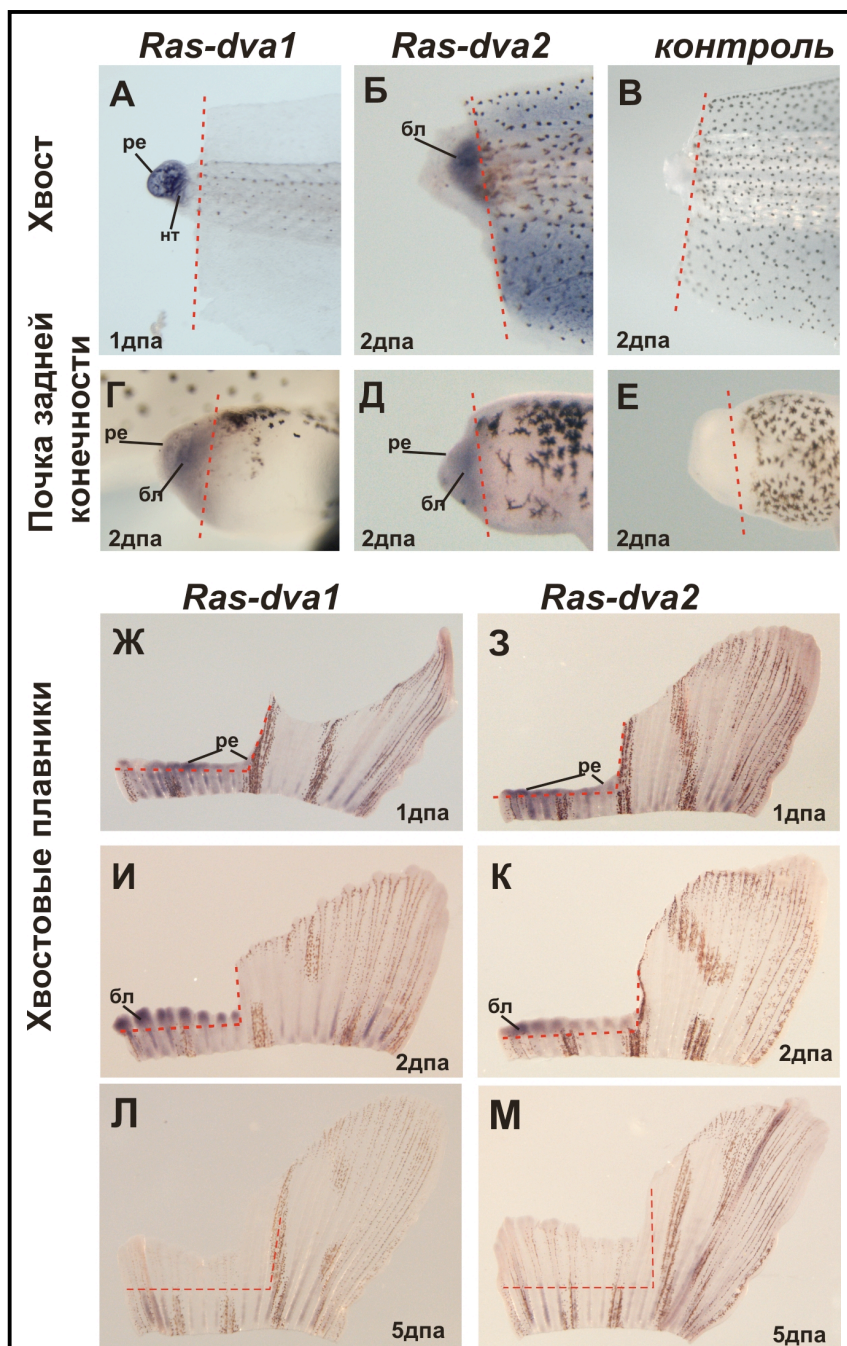 Ras-dva1 Ras-dva2 контроль
Хвост
А
ре
нт
1дпа
Б
бл
2дпа
В
2дпа
Почка задней
конечности
Г
ре
бл
2дпа
Д
ре
бл
2дпа
Е
2дпа
Ras-dva1 Ras-dva2
Хвостовые плавники
Ж
ре
1дпа
З
ре
1дпа
И
бл
2дпа
К
бл
2дпа
Л
5дпа
М
5дпа